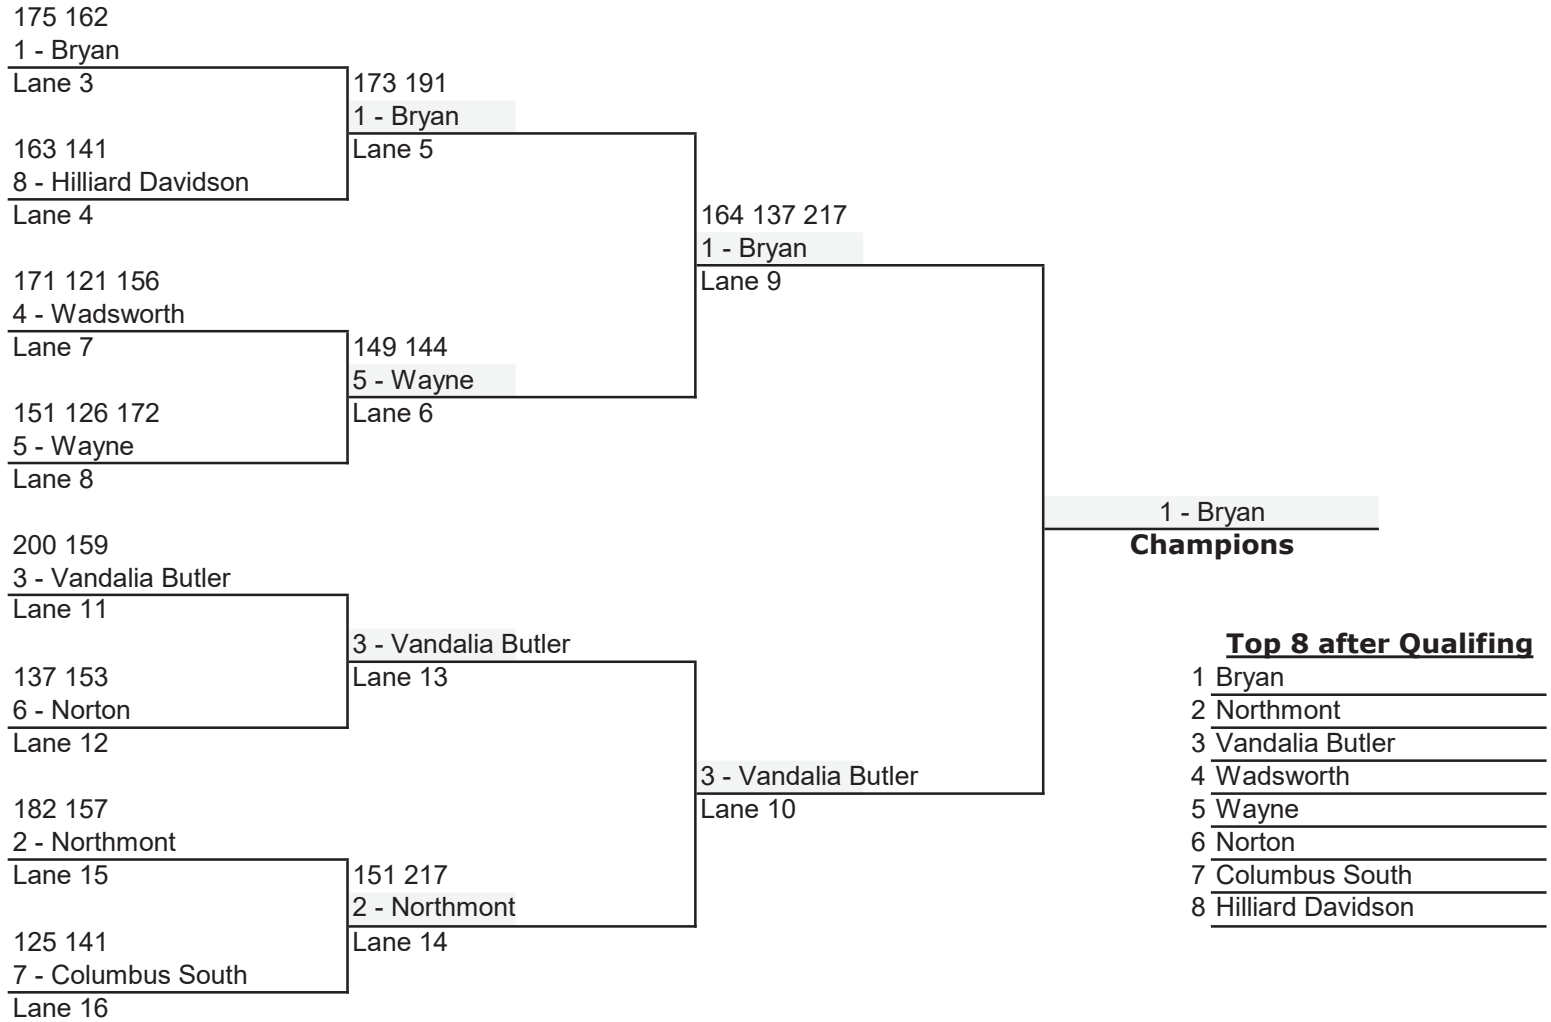 175 162
1 - Bryan
Lane 3
163 141
8 - Hilliard Davidson
Lane 4
171 121 156
4 - Wadsworth
Lane 7
151 126 172
5 - Wayne
Lane 8
200 159
3 - Vandalia Butler
Lane 11
137 153
6 - Norton
Lane 12
182 157
2 - Northmont
Lane 15
125 141
7 - Columbus South
Lane 16
173 191
1 - Bryan
Lane 5
149 144
5 - Wayne
Lane 6
3 - Vandalia Butler
Lane 13
151 217
2 - Northmont
Lane 14
164 137 217
1 - Bryan
Lane 9
3 - Vandalia Butler
Lane 10
1 - Bryan
Champions
Top 8 after Qualifing
1 Bryan
2 Northmont
3 Vandalia Butler
4 Wadsworth
5 Wayne
6 Norton
7 Columbus South
8 Hilliard Davidson